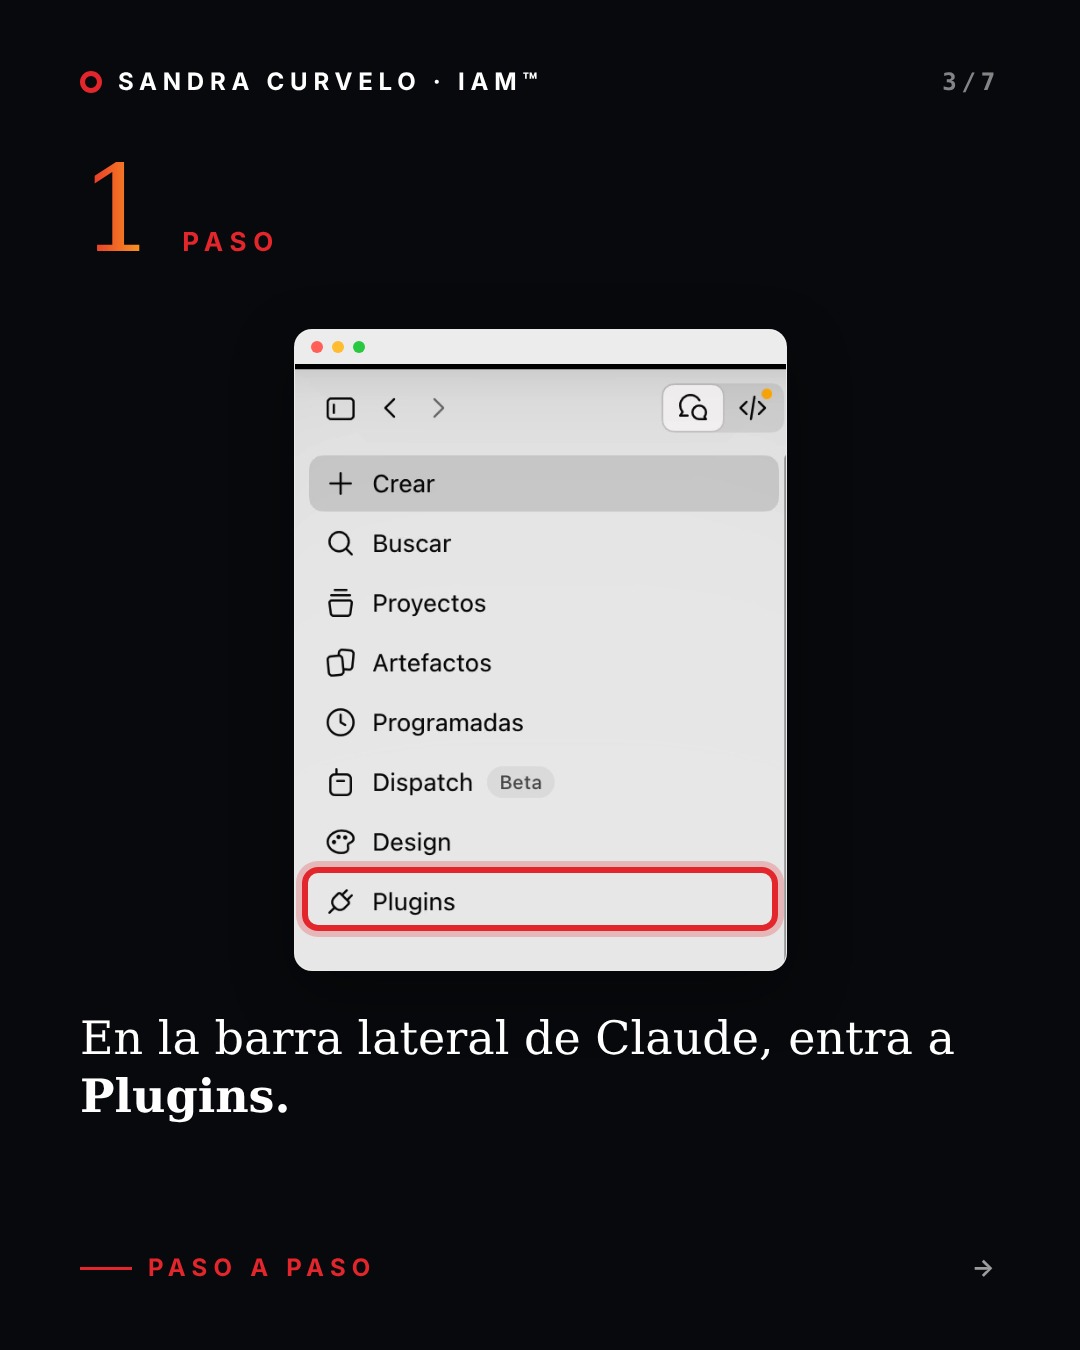 SANDRA CURVELO · IAM™
3/7
1 PASO
Crear
Buscar
Proyectos
Artefactos
Programadas
Dispatch Beta
Design
Plugins
En la barra lateral de Claude, entra a
Plugins.
PASO A PASO